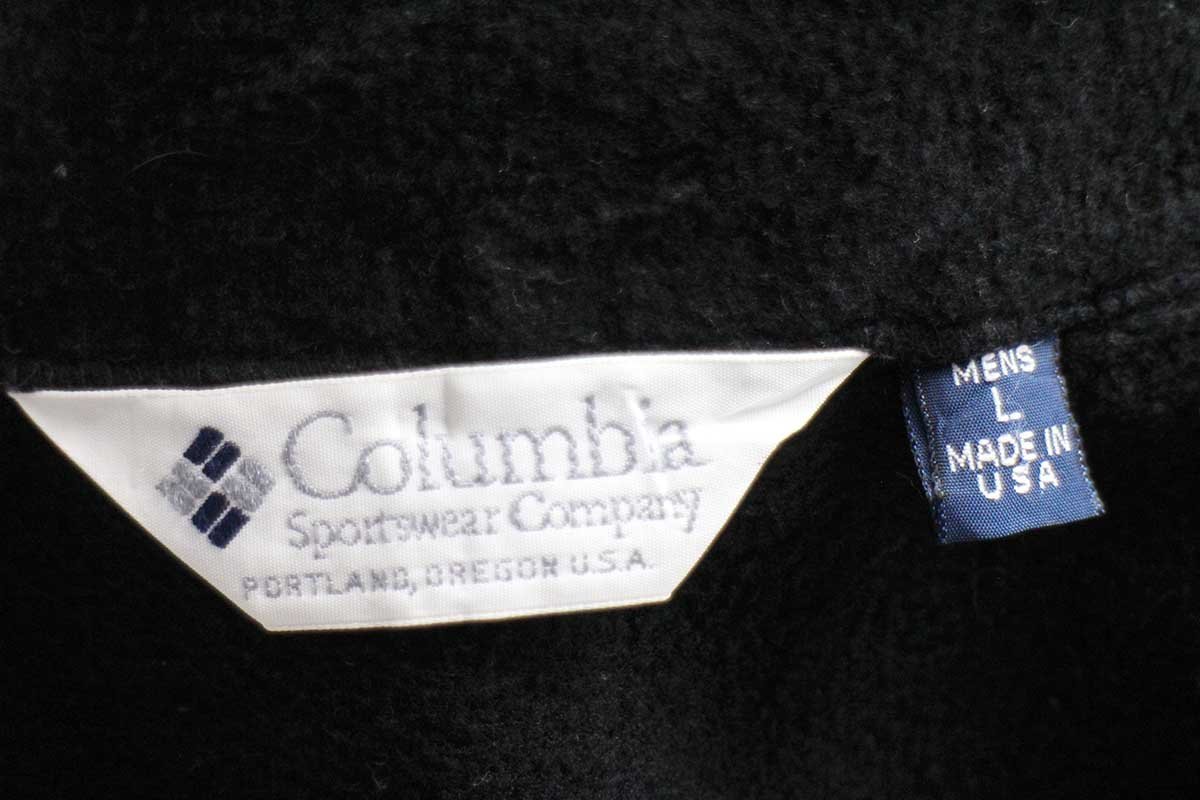 Columbia
Sportswear Company
PORTLAND, OREGON U.S.A.
MENS
L
MADE IN
USA